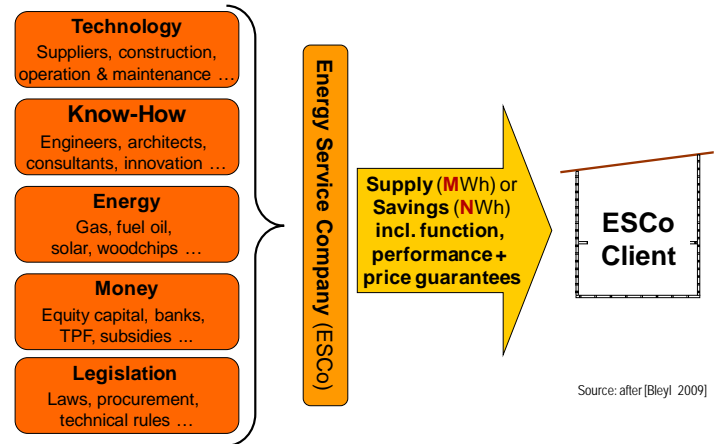 Technology
Suppliers, construction,
operation & maintenance …
Know-How
Engineers, architects,
consultants, innovation …
Energy
Gas, fuel oil,
solar, woodchips …
Money
Equity capital, banks,
TPF, subsidies ...
Legislation
Laws, procurement,
technical rules …
Energy Service Company (ESCo)
Supply (MWh) or
Savings (NWh)
incl. function,
performance +
price guarantees
ESCo
Client
Source: after [Bleyl 2009]